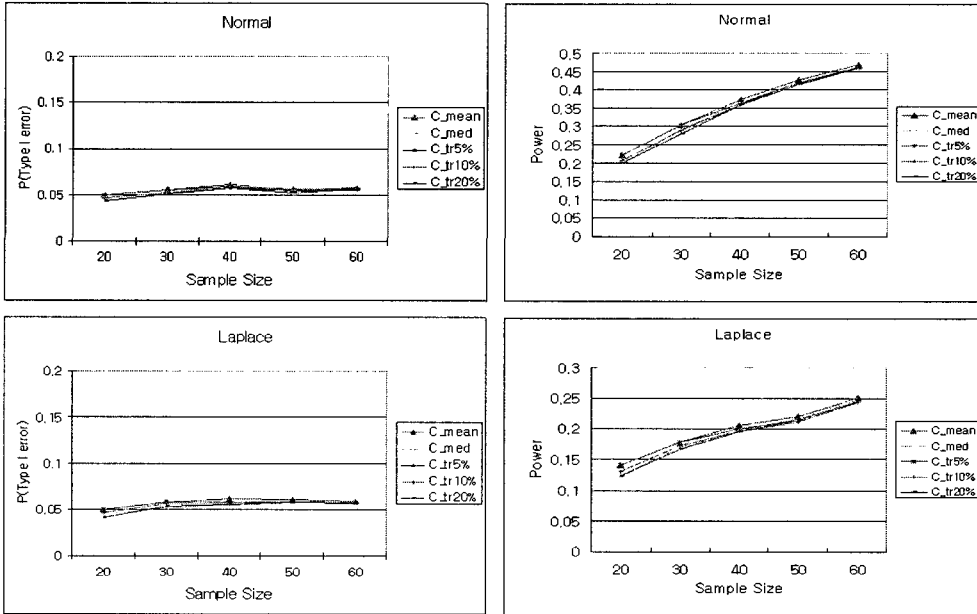 Normal
0.2
0.15
0.1
0.05
0
P(Type I error)
20 30 40 50 60
Sample Size
C_mean
C_med
C_tr5%
C_tr10%
C_tr20%
Normal
0.5
0.45
0.4
0.35
0.3
0.25
0.2
0.15
0.1
0.05
0
Power
20 30 40 50 60
Sample Size
C_mean
C_med
C_tr5%
C_tr10%
C_tr20%
Laplace
0.2
0.15
0.1
0.05
0
P(Type I error)
20 30 40 50 60
Sample Size
C_mean
C_med
C_tr5%
C_tr10%
C_tr20%
Laplace
0.3
0.25
0.2
0.15
0.1
0.05
0
Power
20 30 40 50 60
Sample Size
C_mean
C_med
C_tr5%
C_tr10%
C_tr20%